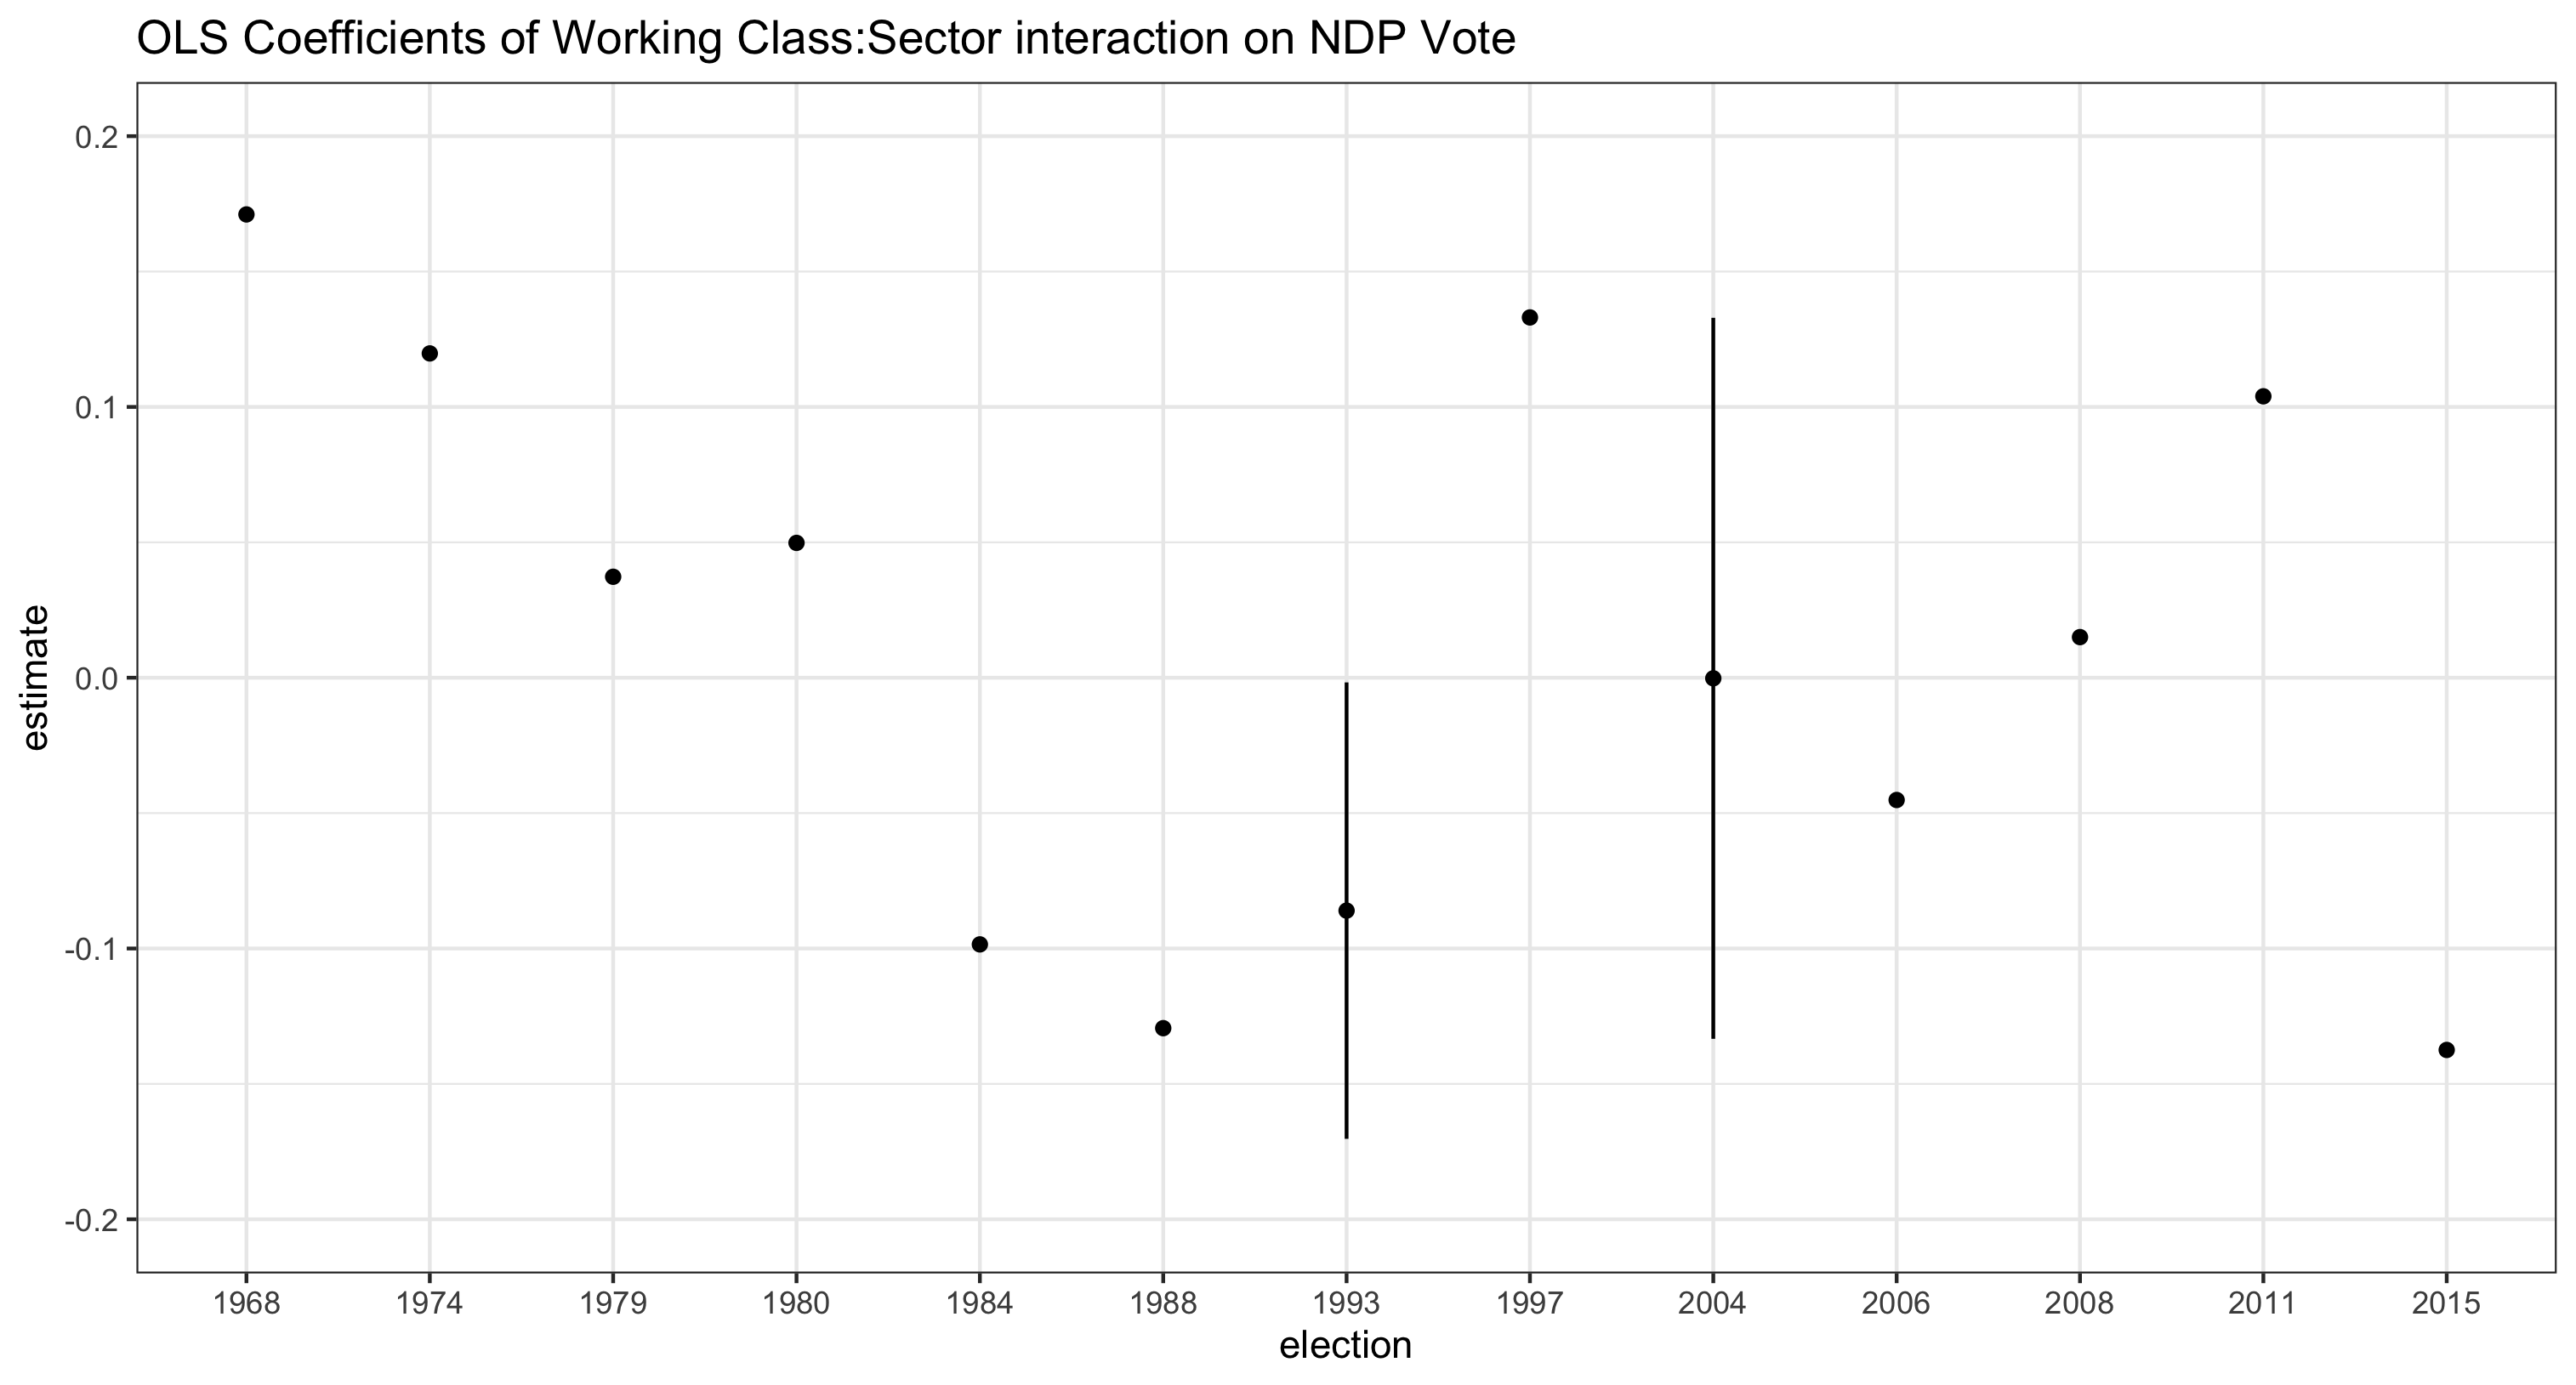 OLS Coefficients of Working Class:Sector interaction on NDP Vote
estimate
0.2
0.1
0.0
-0.1
-0.2
1968 1974 1979 1980 1984 1988 1993 1997 2004 2006 2008 2011 2015
election